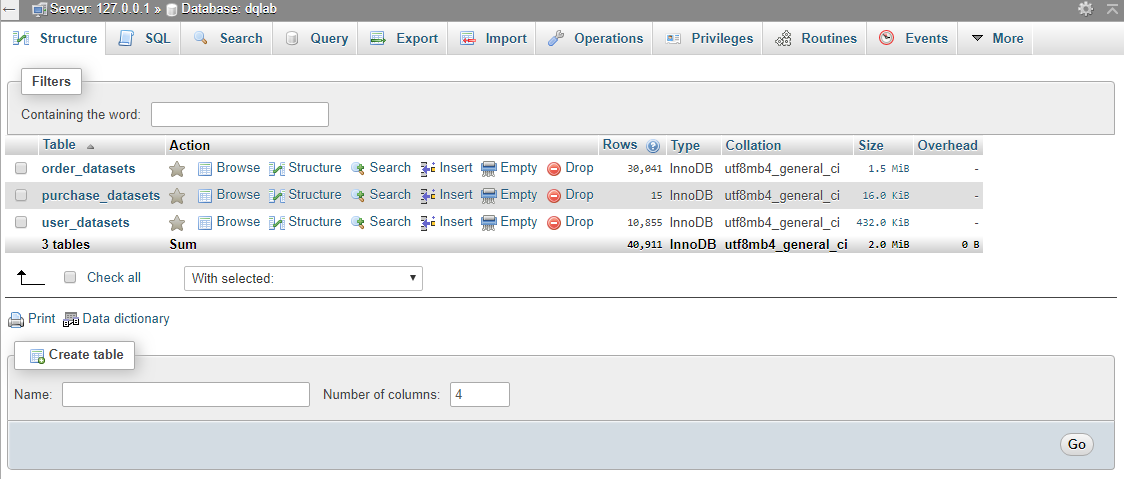 Server: 127.0.0.1 » Database: dqlab
Structure SQL Search Query Export Import Operations Privileges Routines Events More
Filters
Containing the word:
Table Action Rows Type Collation Size Overhead
order_datasets Browse Structure Search Insert Empty Drop 30,041 InnoDB utf8mb4_general_ci 1.5 MiB -
purchase_datasets Browse Structure Search Insert Empty Drop 15 InnoDB utf8mb4_general_ci 16.0 KiB -
user_datasets Browse Structure Search Insert Empty Drop 10,855 InnoDB utf8mb4_general_ci 432.0 KiB -
3 tables Sum 40,911 InnoDB utf8mb4_general_ci 2.0 MiB 0 B
Check all With selected:
Print Data dictionary
Create table
Name: Number of columns: 4
Go